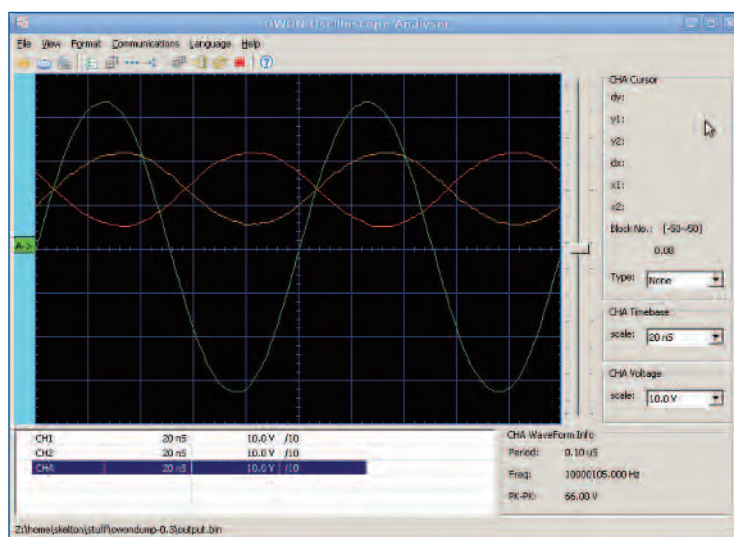 OWON Oscilloscope Analyser
File View Format Communications Language Help
CHA Cursor
dy:
y1:
y2:
dx:
x1:
x2:
Block No.: (-50~50)
0.08
Type: None
CHA Timebase
scale: 20 nS
CHA Voltage
scale: 10.0 V
A->
CH1 20 nS 10.0 V /10
CH2 20 nS 10.0 V /10
CHA 20 nS 10.0 V /10
CHA WaveForm Info
Period: 0.10 uS
Freq: 10000105.000 Hz
PK-PK: 66.00 V
Z:\home\skelton\stuff\owondump-0.3\output.bin